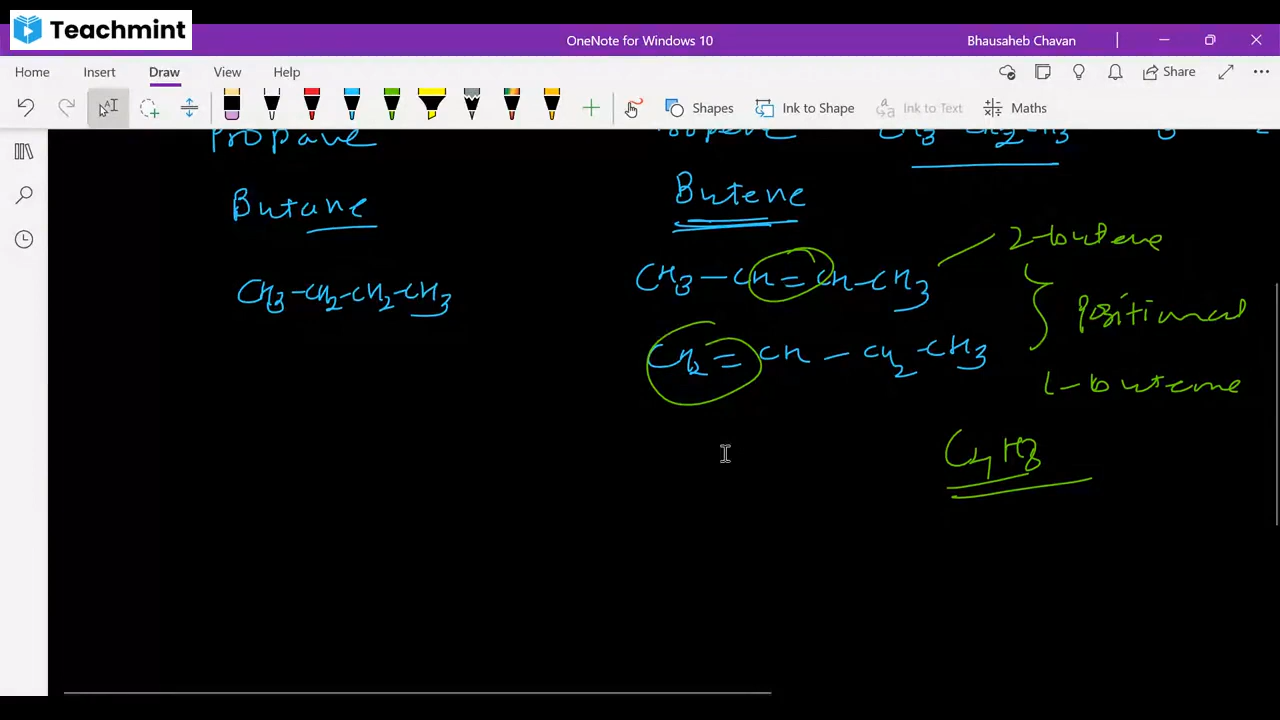 Teachmint
OneNote for Windows 10
Bhausaheb Chavan
Home Insert Draw View Help
Share
Shapes Ink to Shape Ink to Text Maths
Propane
Butane
Butene
2-butene
CH3-CH2-CH2-CH3
CH3-CH=CH-CH3
positional
CH2=CH-CH2-CH3
1-butene
C4H8